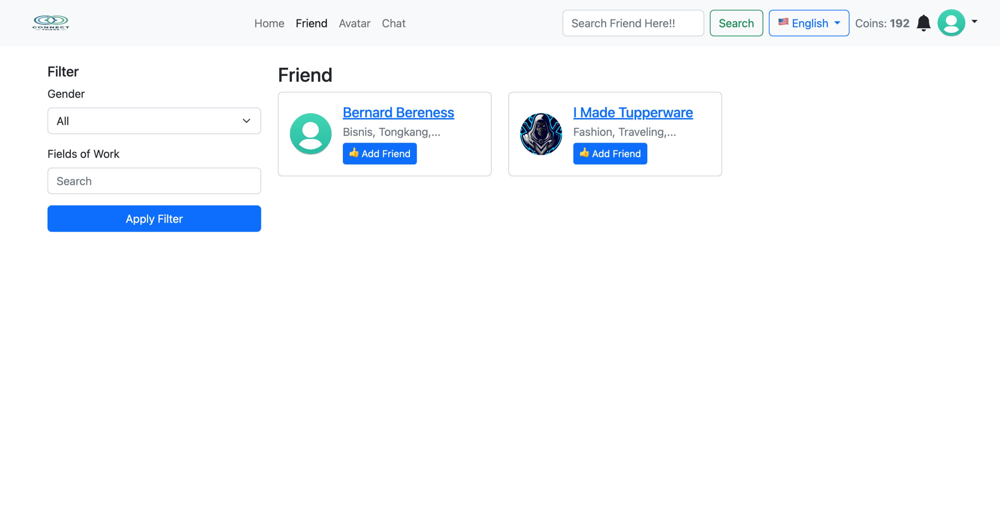 CONNECT
FRIEND
Home Friend Avatar Chat
Search Friend Here!! Search English Coins: 192
Filter
Gender
All
Fields of Work
Search
Apply Filter
Friend
Bernard Bereness
Bisnis, Tongkang,...
👍 Add Friend
I Made Tupperware
Fashion, Traveling,...
👍 Add Friend